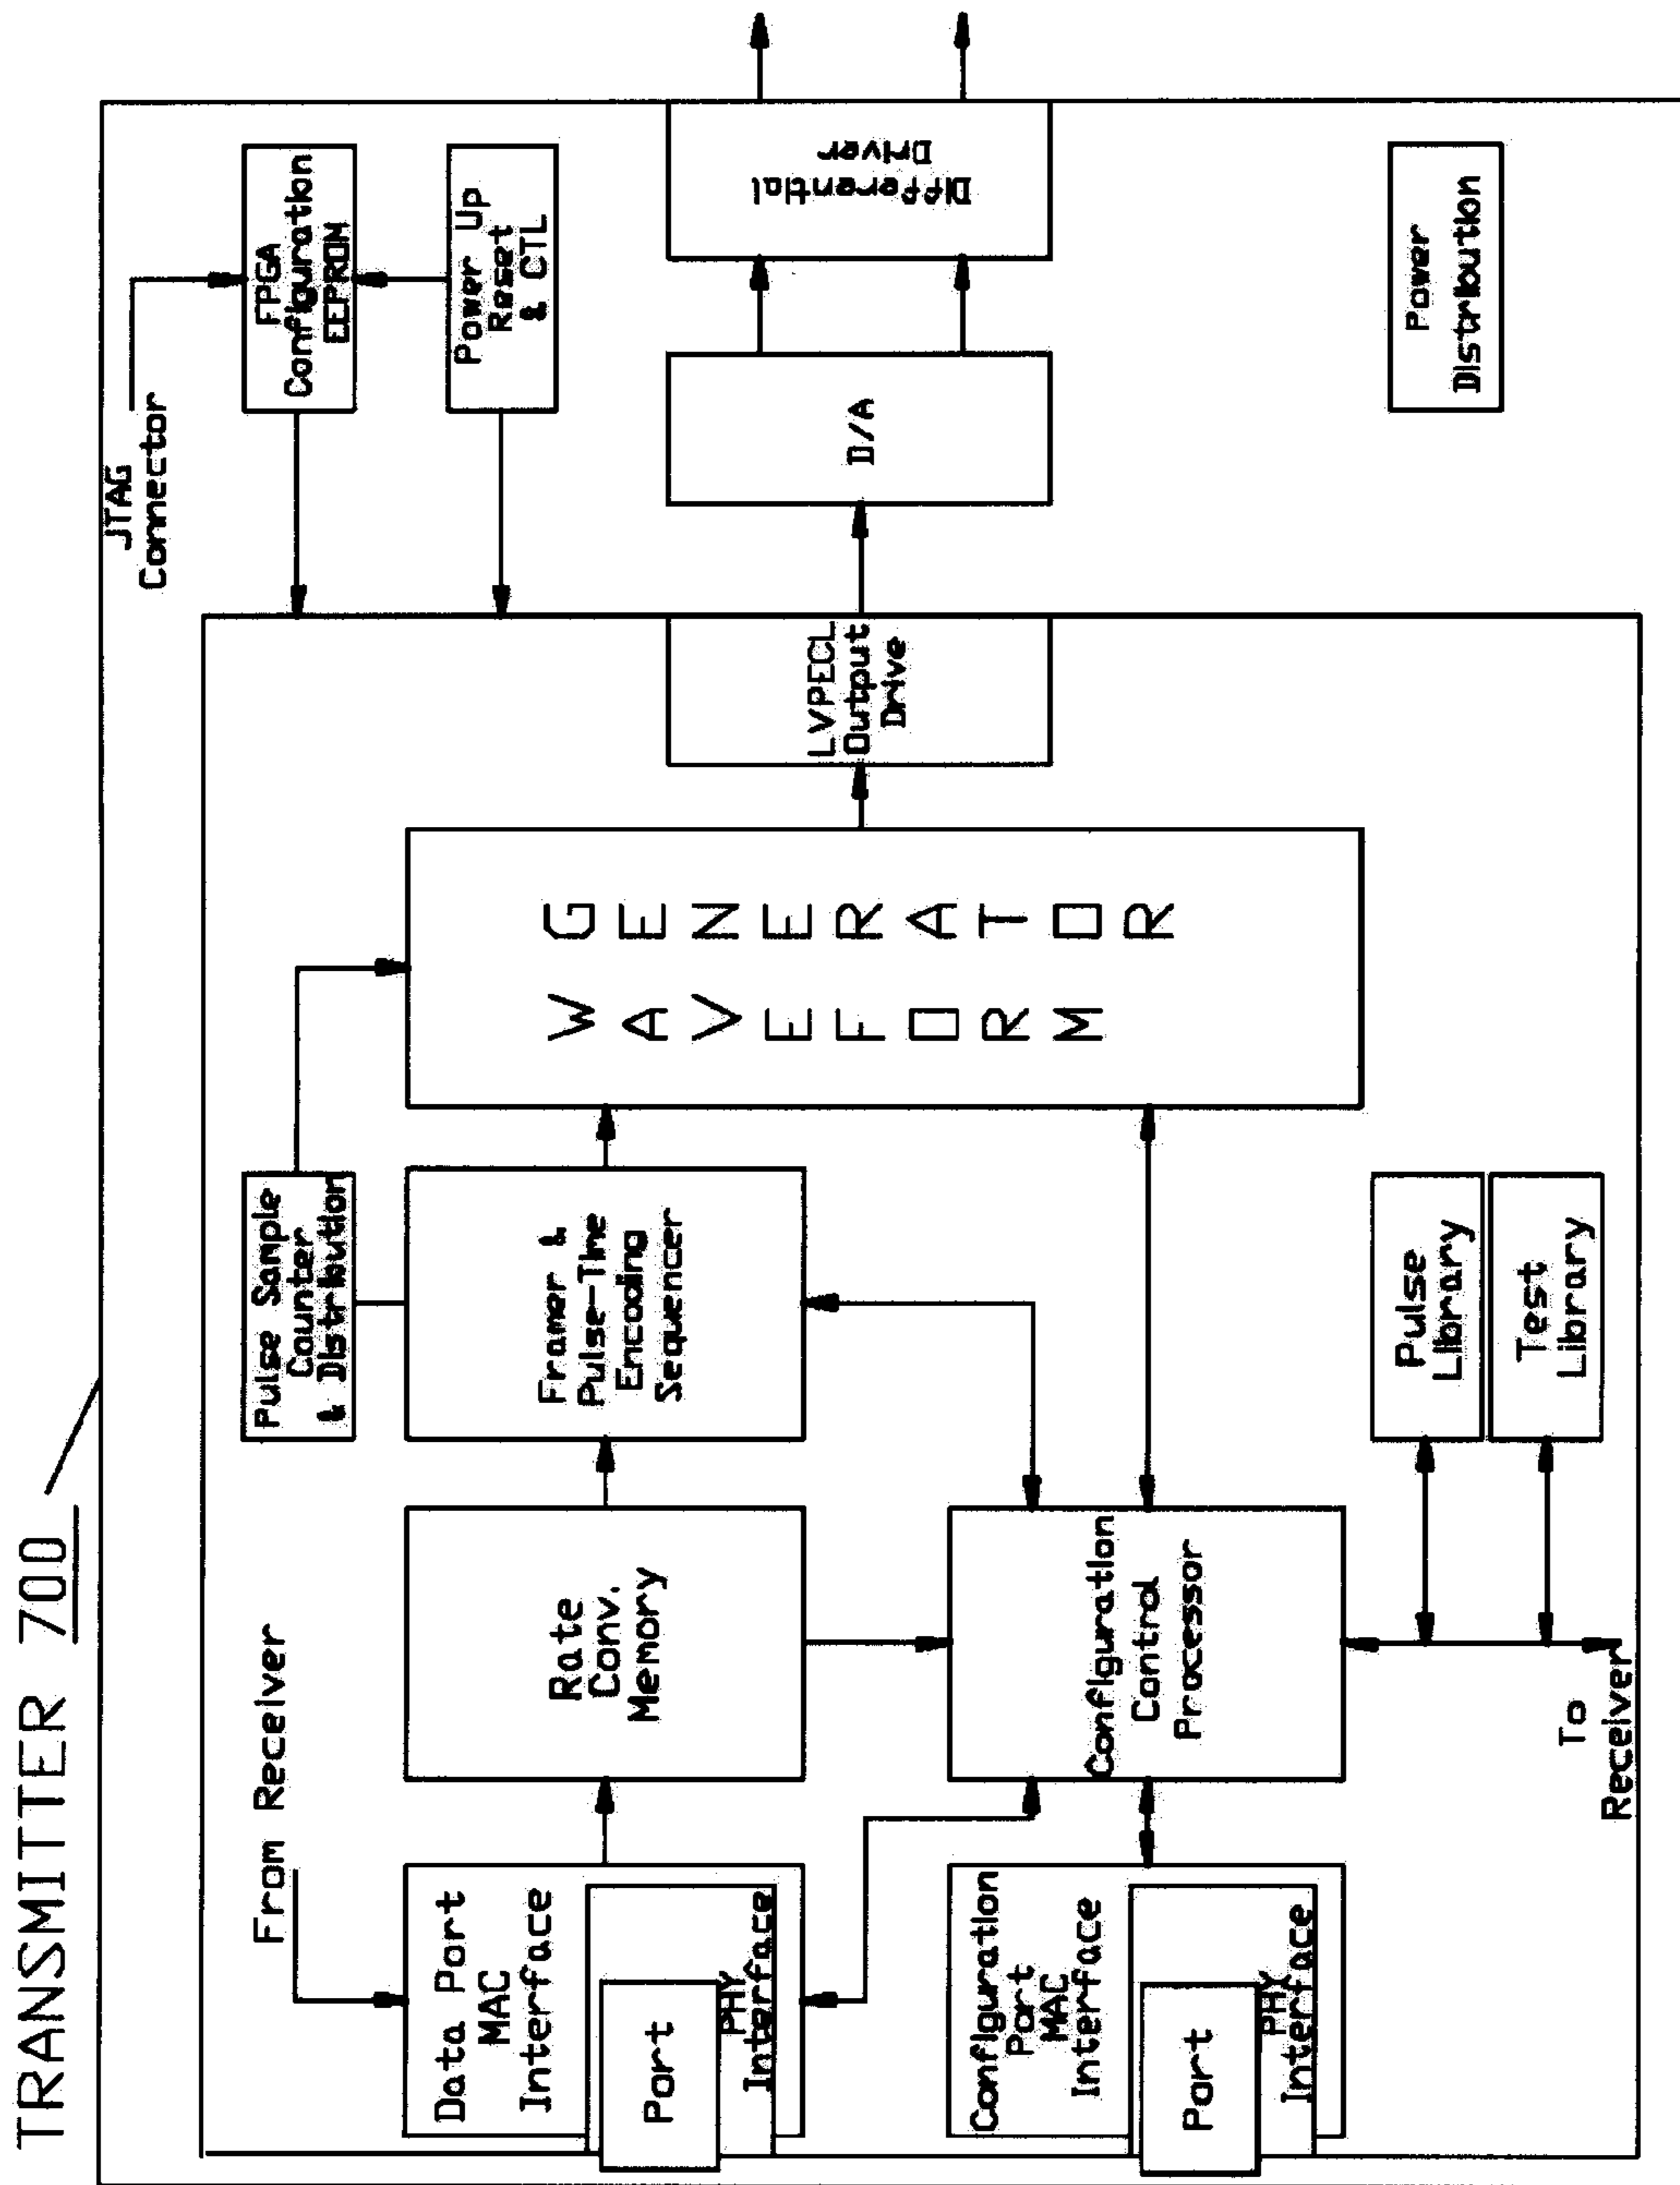 TRANSMITTER 700
JTAG
Connector
FPGA
Configuration
EEPROM
Power Up
Reset
& CTL
From Receiver
Pulse Sample
Counter
& Distribution
Data Port
MAC
Interface
Port
PHY
Interface
Rate
Conv.
Memory
Framer &
Pulse-Time
Encoding
Sequencer
WAVEFORM
GENERATOR
LVPECL
Output
Drive
D/A
Differential
Driver
Configuration
Port
MAC
Interface
Port
PHY
Interface
Configuration
Control
Processor
Pulse
Library
Test
Library
To
Receiver
Power
Distribution